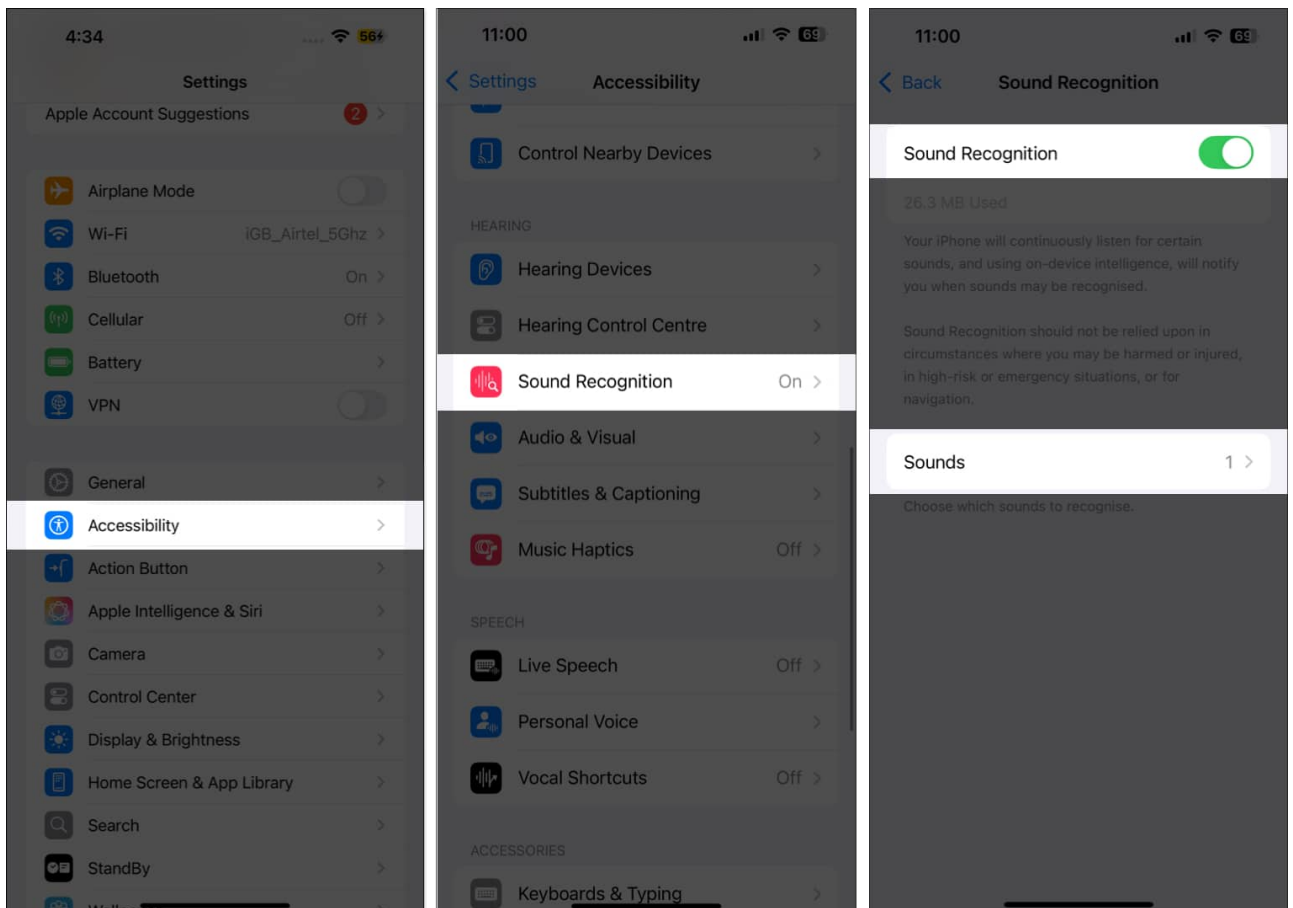 4:34
56
Settings
Apple Account Suggestions 2
Airplane Mode
Wi-Fi iGB_Airtel_5Ghz
Bluetooth On
Cellular Off
Battery
VPN
General
Accessibility
Action Button
Apple Intelligence & Siri
Camera
Control Center
Display & Brightness
Home Screen & App Library
Search
StandBy
11:00
69
Settings Accessibility
Control Nearby Devices
HEARING
Hearing Devices
Hearing Control Centre
Sound Recognition On
Audio & Visual
Subtitles & Captioning
Music Haptics Off
SPEECH
Live Speech Off
Personal Voice
Vocal Shortcuts Off
ACCESSORIES
Keyboards & Typing
11:00
69
Back Sound Recognition
Sound Recognition
26.3 MB Used
Your iPhone will continuously listen for certain
sounds, and using on-device intelligence, will notify
you when sounds may be recognised.
Sound Recognition should not be relied upon in
circumstances where you may be harmed or injured,
in high-risk or emergency situations, or for
navigation.
Sounds 1
Choose which sounds to recognise.